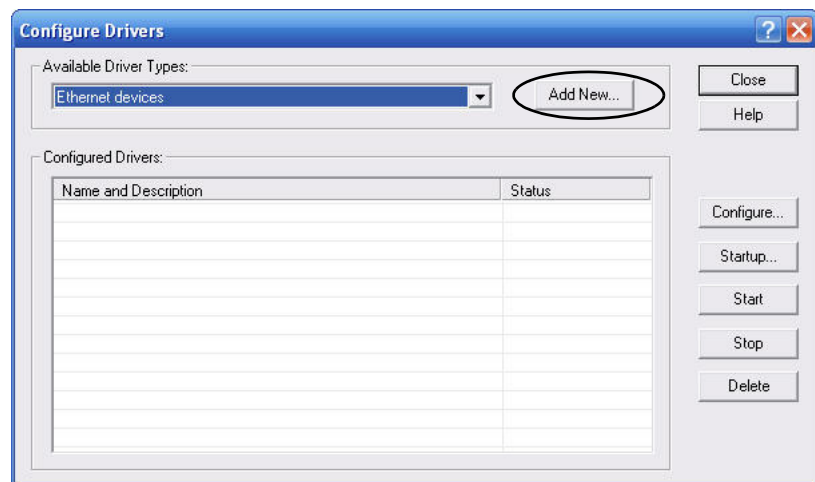 Configure Drivers
Available Driver Types:
Ethernet devices
Add New...
Close
Help
Configured Drivers:
Name and Description
Status
Configure...
Startup...
Start
Stop
Delete